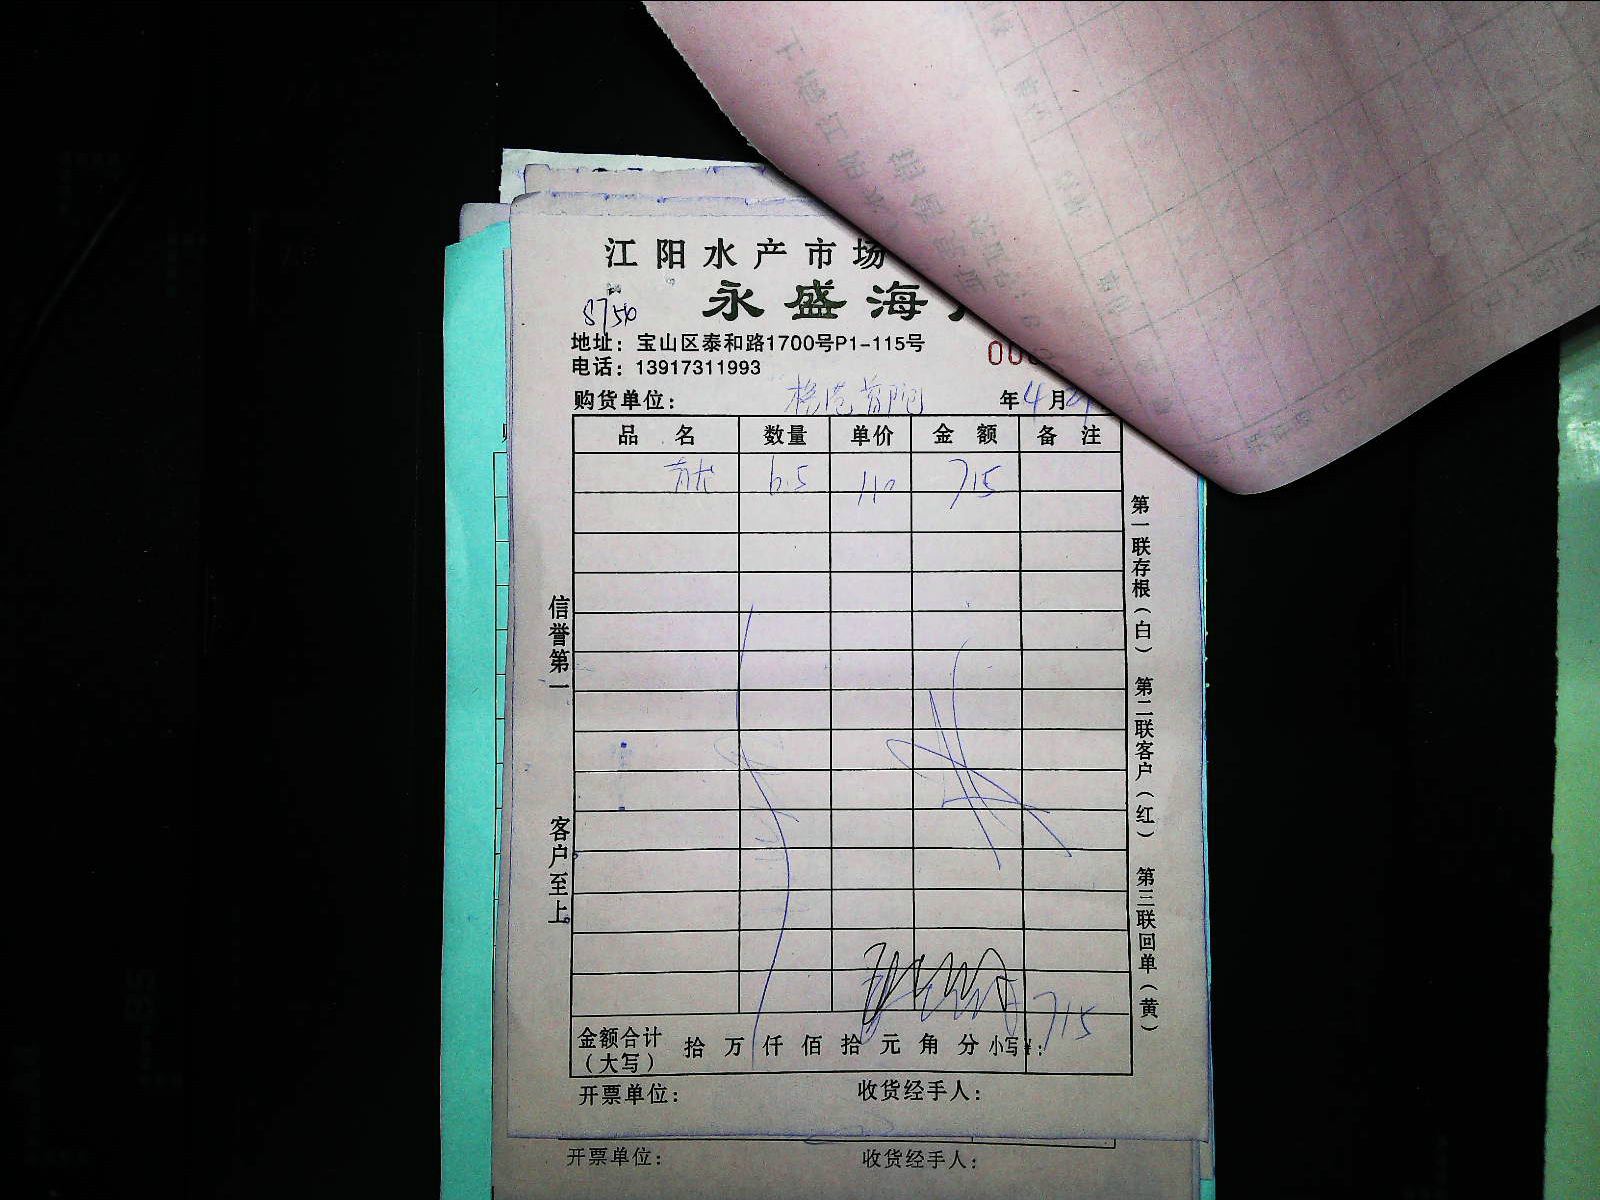 江阳水产市场
永盛海
8750
地址：宝山区泰和路1700号P1-115号
电话：13917311993
000
购货单位： 年4月
品名 数量 单价 金额 备注
6.5 110 715
信誉第一
客户至上
第一联存根（白） 第二联客户（红） 第三联回单（黄）
715
金额合计（大写） 拾 万 仟 佰 拾 元 角 分 小写¥：
开票单位： 收货经手人：
开票单位： 收货经手人：